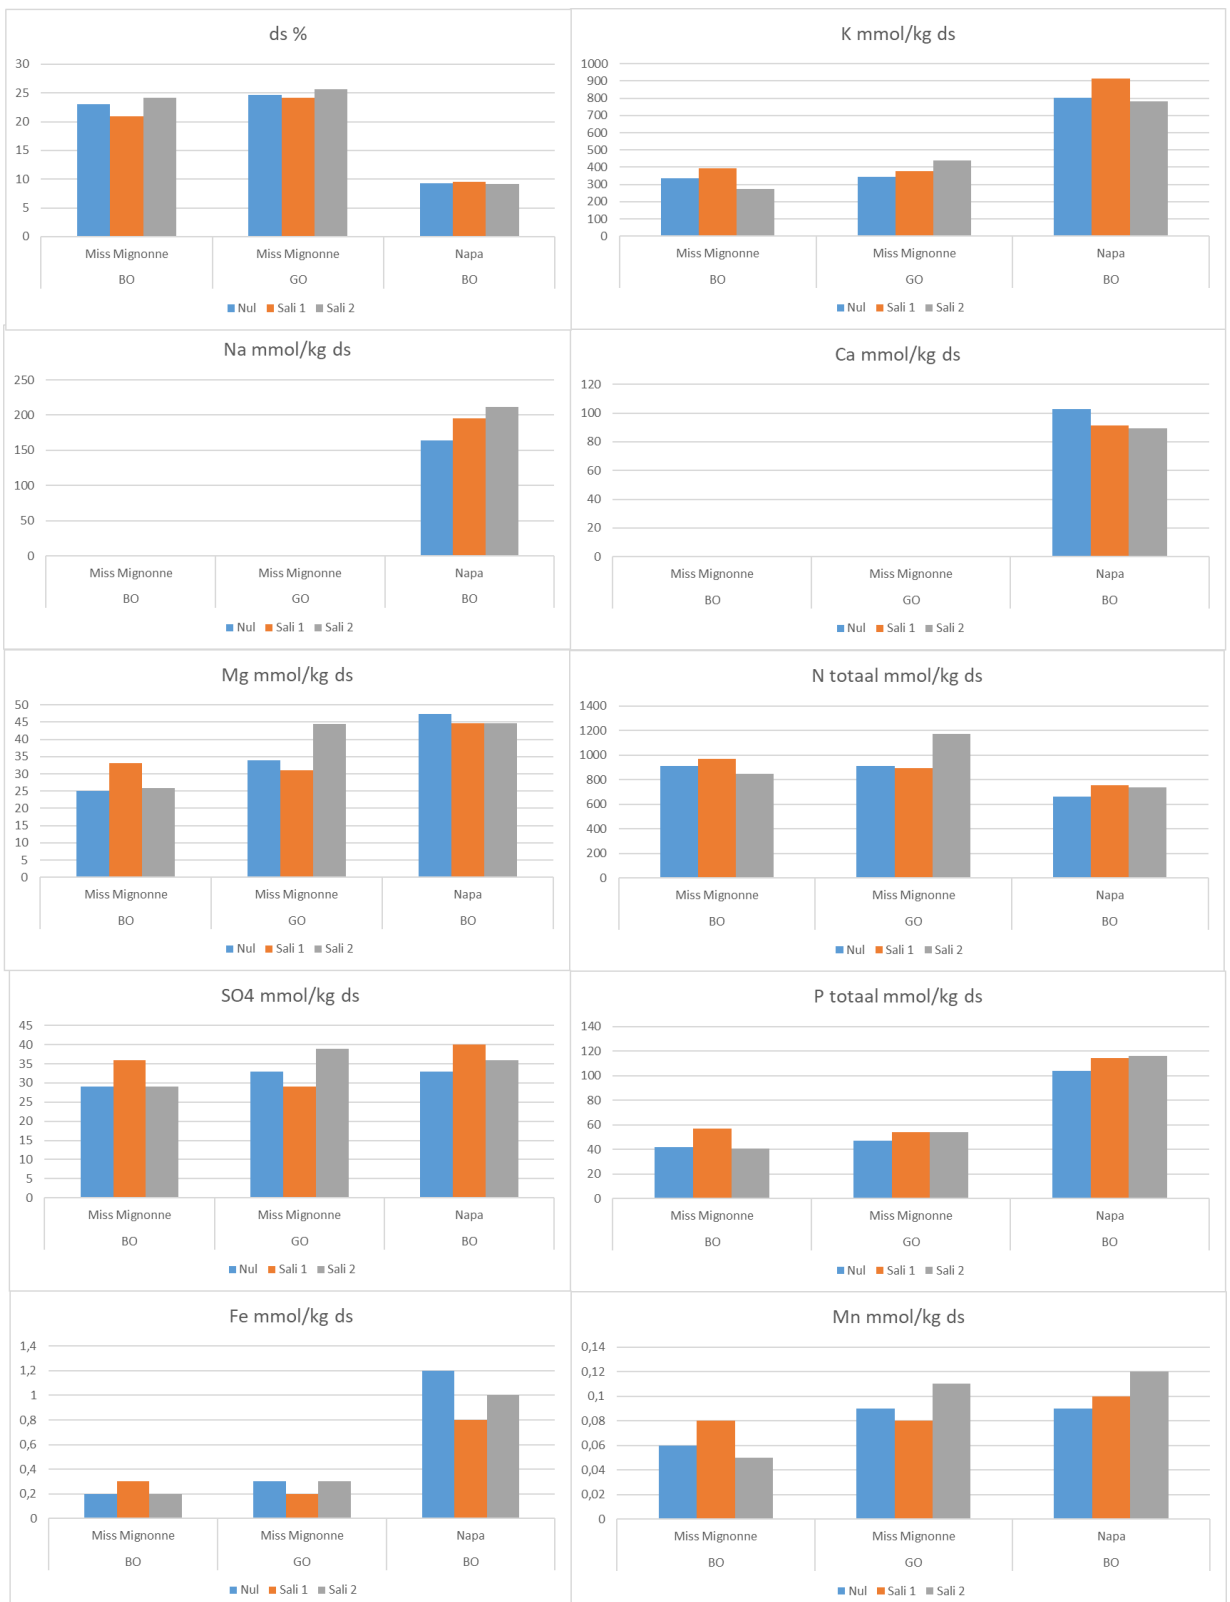 ds %
30
25
20
15
10
5
0
Miss Mignonne Miss Mignonne Napa
BO GO BO
Nul Sali 1 Sali 2
K mmol/kg ds
1000
900
800
700
600
500
400
300
200
100
0
Miss Mignonne Miss Mignonne Napa
BO GO BO
Nul Sali 1 Sali 2
Na mmol/kg ds
250
200
150
100
50
0
Miss Mignonne Miss Mignonne Napa
BO GO BO
Nul Sali 1 Sali 2
Ca mmol/kg ds
120
100
80
60
40
20
0
Miss Mignonne Miss Mignonne Napa
BO GO BO
Nul Sali 1 Sali 2
Mg mmol/kg ds
50
45
40
35
30
25
20
15
10
5
0
Miss Mignonne Miss Mignonne Napa
BO GO BO
Nul Sali 1 Sali 2
N totaal mmol/kg ds
1400
1200
1000
800
600
400
200
0
Miss Mignonne Miss Mignonne Napa
BO GO BO
Nul Sali 1 Sali 2
SO4 mmol/kg ds
45
40
35
30
25
20
15
10
5
0
Miss Mignonne Miss Mignonne Napa
BO GO BO
Nul Sali 1 Sali 2
P totaal mmol/kg ds
140
120
100
80
60
40
20
0
Miss Mignonne Miss Mignonne Napa
BO GO BO
Nul Sali 1 Sali 2
Fe mmol/kg ds
1,4
1,2
1
0,8
0,6
0,4
0,2
0
Miss Mignonne Miss Mignonne Napa
BO GO BO
Nul Sali 1 Sali 2
Mn mmol/kg ds
0,14
0,12
0,1
0,08
0,06
0,04
0,02
0
Miss Mignonne Miss Mignonne Napa
BO GO BO
Nul Sali 1 Sali 2